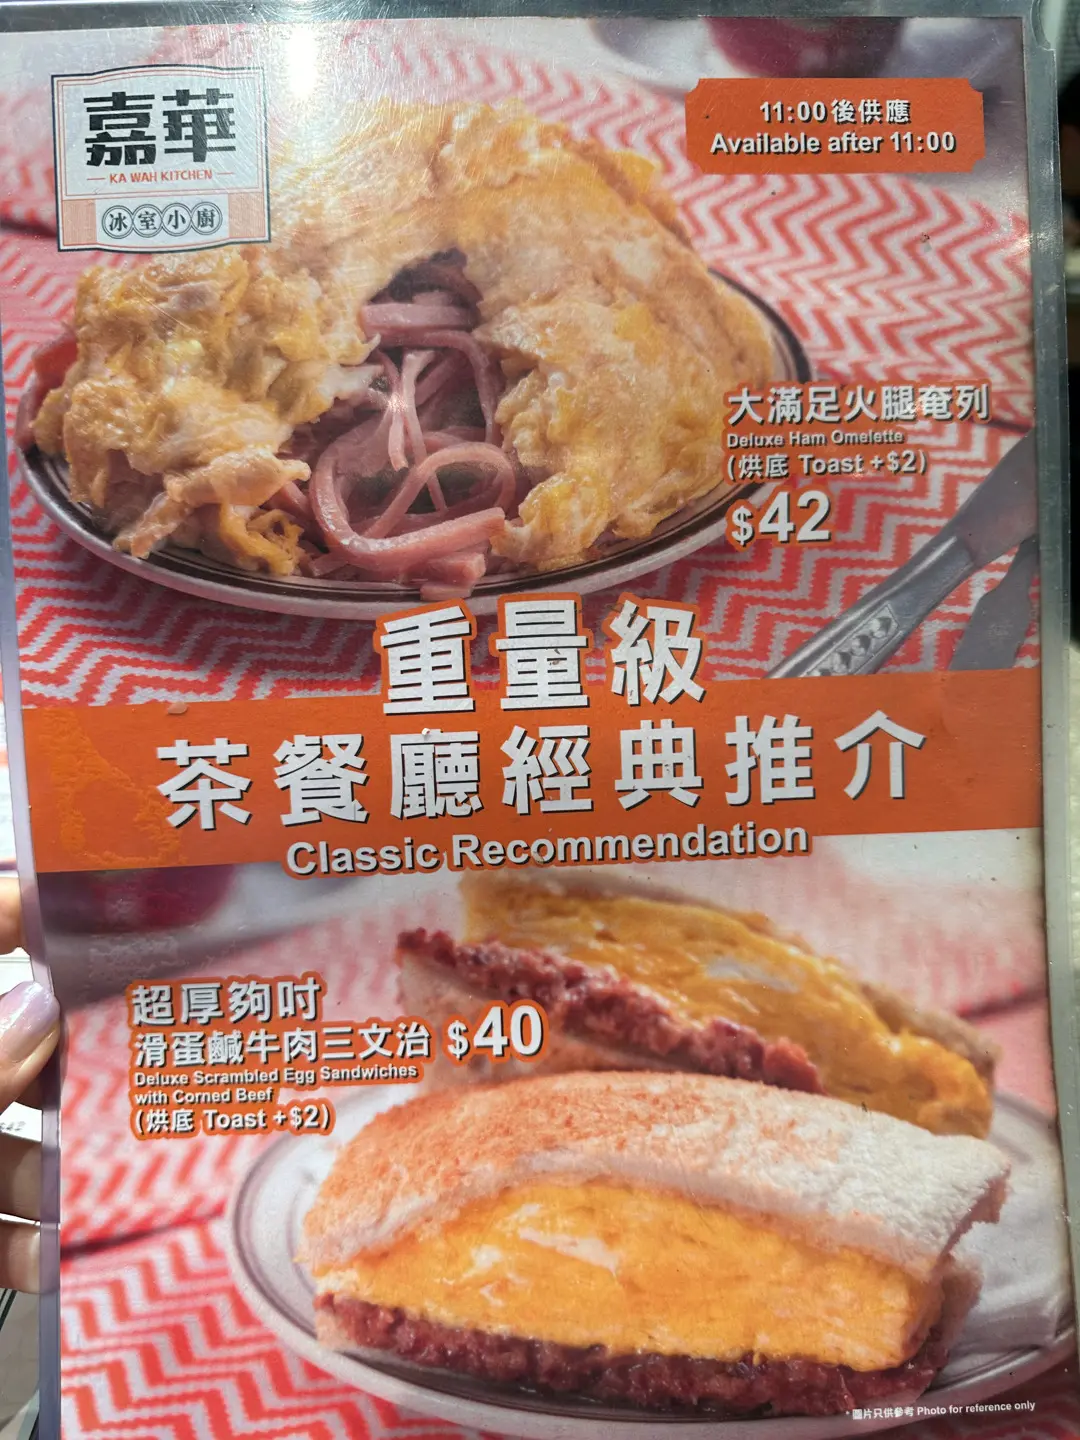 嘉華
KA WAH KITCHEN
冰室小廚
11:00後供應
Available after 11:00
大滿足火腿奄列
Deluxe Ham Omelette
(烘底 Toast +$2)
$42
重量級
茶餐廳經典推介
Classic Recommendation
超厚夠吋
滑蛋鹹牛肉三文治 $40
Deluxe Scrambled Egg Sandwiches
with Corned Beef
(烘底 Toast +$2)
* 圖片只供參考 Photo for reference only